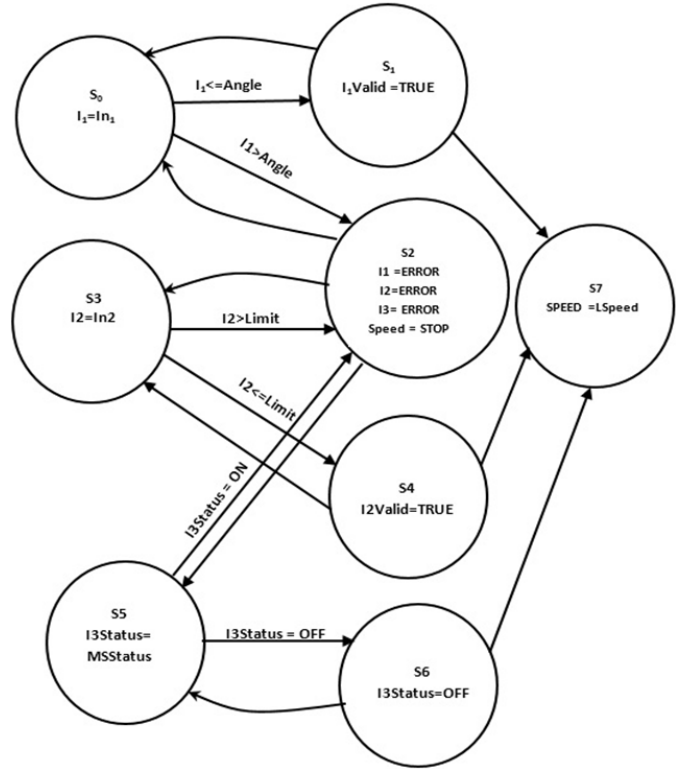 S₀
I₁=In₁
I₁<=Angle
S₁
I₁Valid =TRUE
I1>Angle
S2
I1 =ERROR
I2=ERROR
I3= ERROR
Speed = STOP
S7
SPEED =LSpeed
S3
I2=In2
I2>Limit
I2<=Limit
I3Status = ON
S4
I2Valid=TRUE
S5
I3Status=
MSStatus
I3Status = OFF
S6
I3Status=OFF